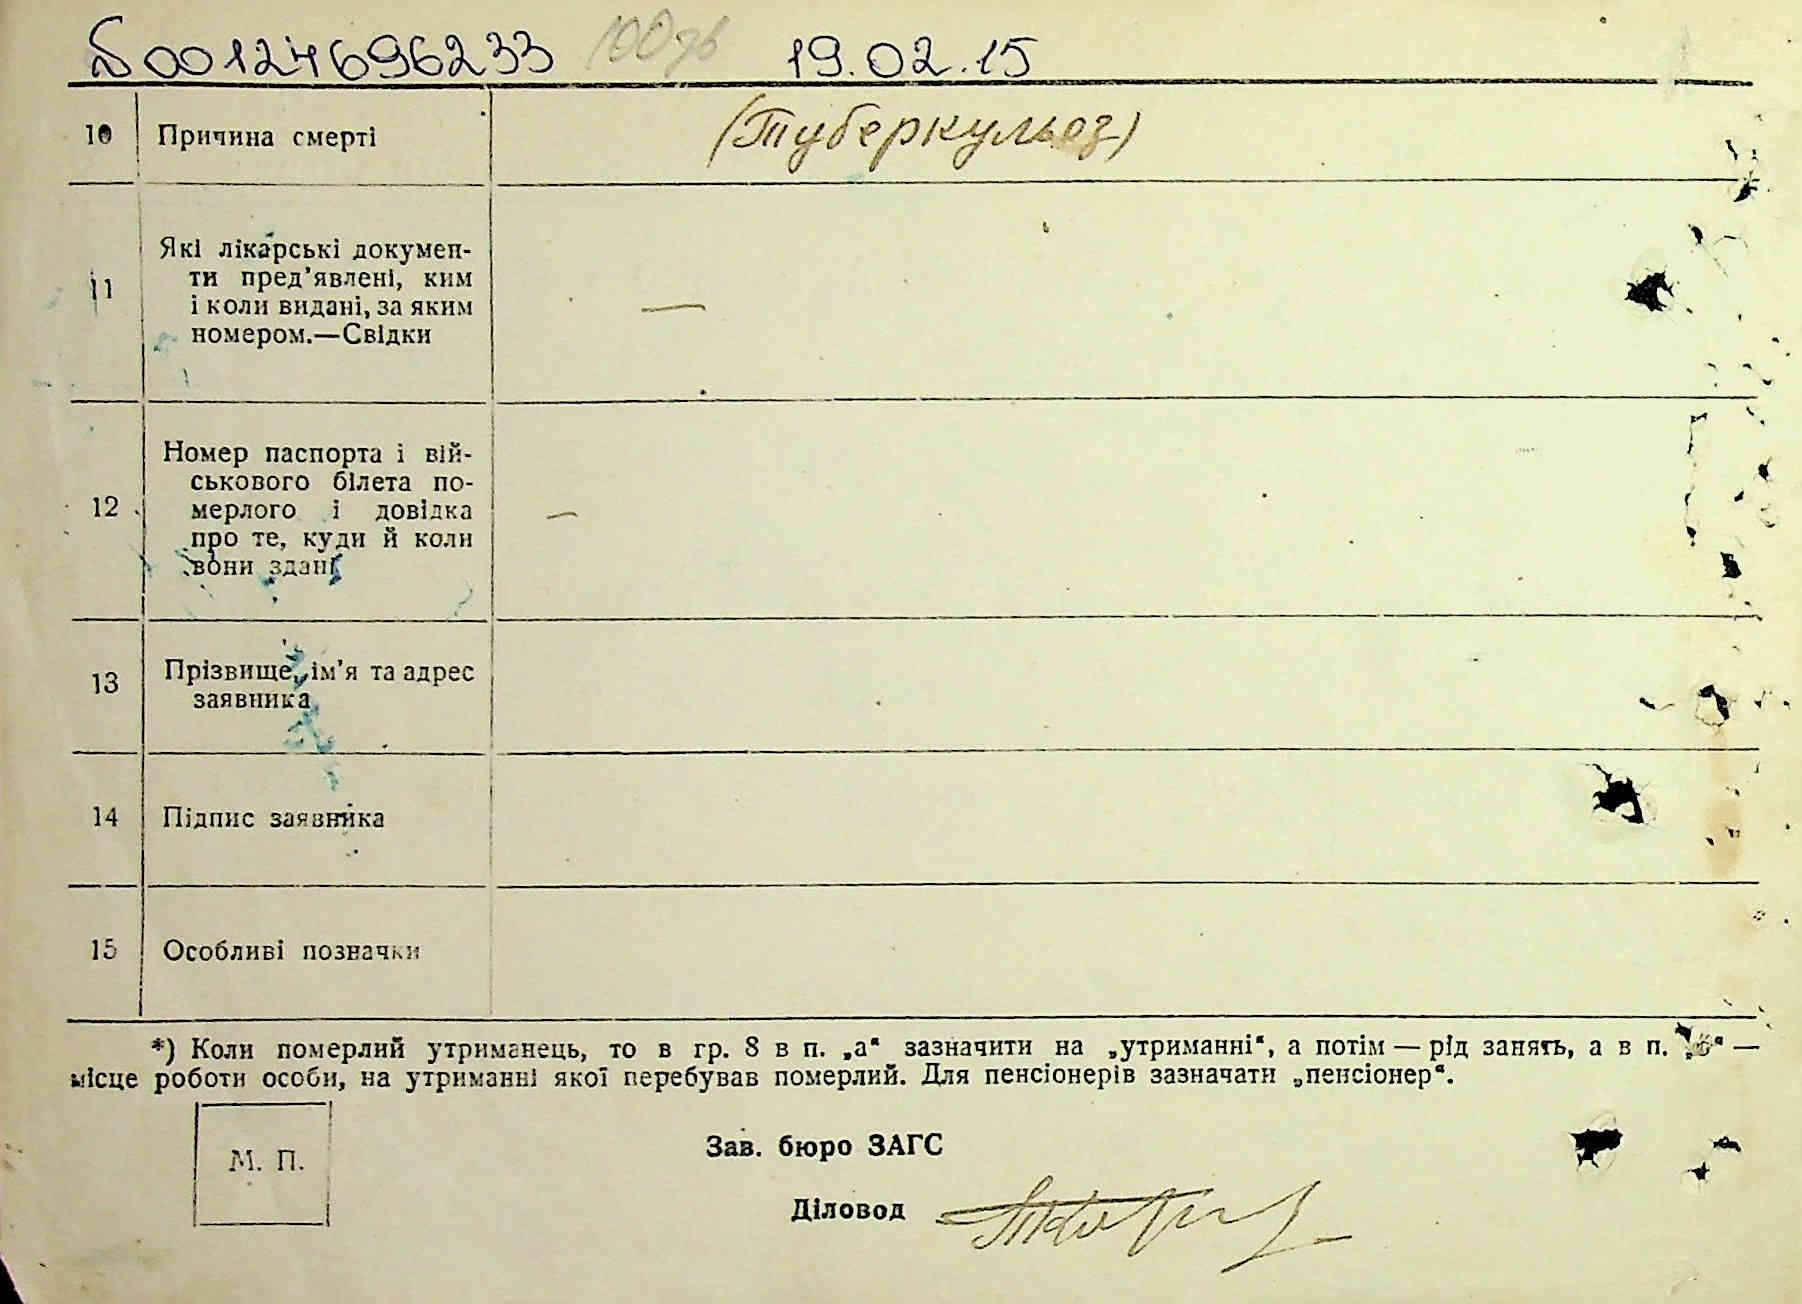 00124696233 19.02.15
10 Причина смерті (Туберкульоз)
11 Які лікарські докумен-
ти пред’явлені, ким
і коли видані, за яким
номером.—Свідки —
12 Номер паспорта і вій-
ськового білета по-
мерлого і довідка
про те, куди й коли
вони здані —
13 Прізвище, ім’я та адрес
заявника
14 Підпис заявника
15 Особливі позначки
*) Коли померлий утриманець, то в гр. 8 в п. „а“ зазначити на „утриманні“, а потім — рід занять, а в п. „б“ —
місце роботи особи, на утриманні якої перебував померлий. Для пенсіонерів зазначати „пенсіонер“.
М. П.
Зав. бюро ЗАГС
Діловод